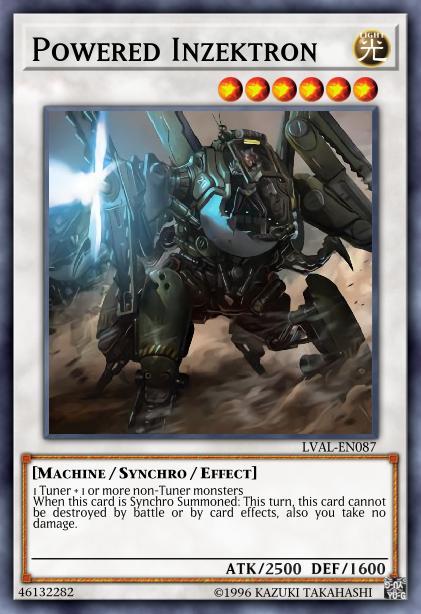 POWERED INZEKTRON
LIGHT
光
LVAL-EN087
[MACHINE / SYNCHRO / EFFECT]
1 Tuner + 1 or more non-Tuner monsters
When this card is Synchro Summoned: This turn, this card cannot
be destroyed by battle or by card effects, also you take no
damage.
ATK/2500 DEF/1600
46132282
©1996 KAZUKI TAKAHASHI